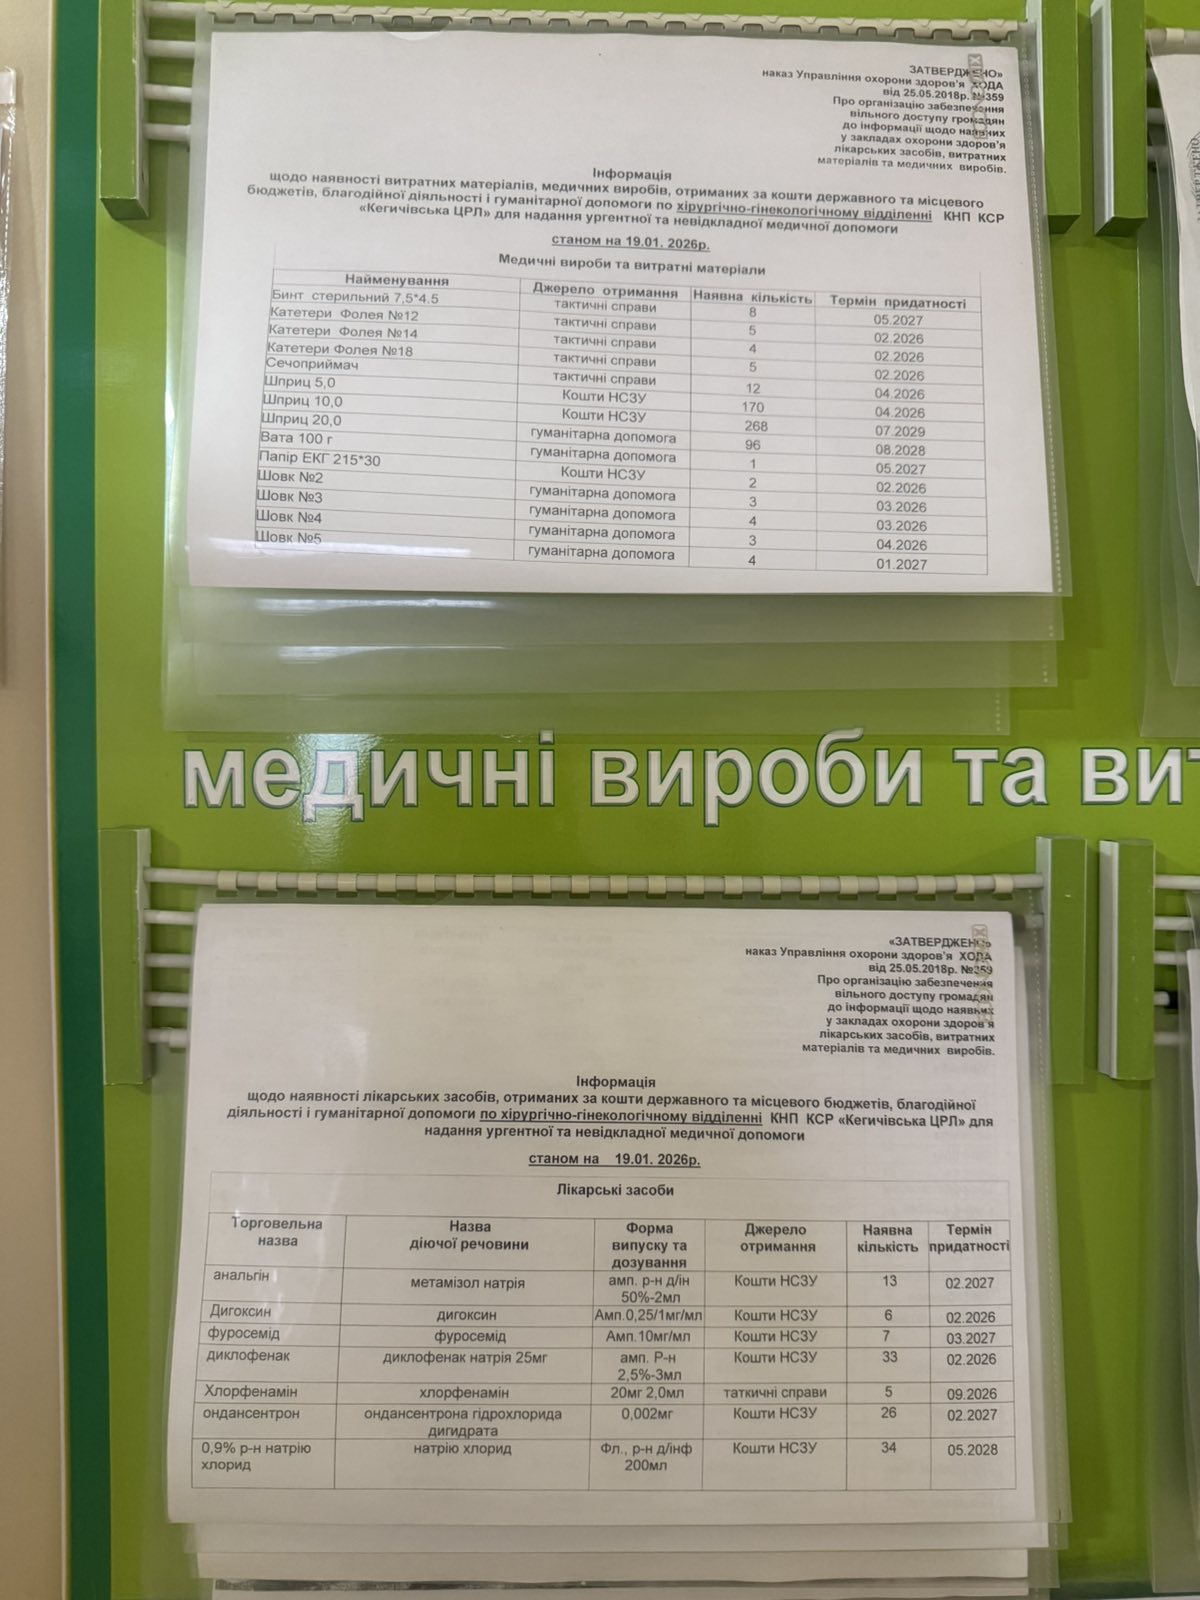 ЗАТВЕРДЖЕНО»
наказ Управління охорони здоров'я ХОДА
від 25.05.2018р. №359
Про організацію забезпечення
вільного доступу громадян
до інформації щодо наявних
у закладах охорони здоров'я
лікарських засобів, витратних
матеріалів та медичних виробів.
Інформація
щодо наявності витратних матеріалів, медичних виробів, отриманих за кошти державного та місцевого
бюджетів, благодійної діяльності і гуманітарної допомоги по хірургічно-гінекологічному відділенні КНП КСР
«Кегичівська ЦРЛ» для надання ургентної та невідкладної медичної допомоги
станом на 19.01. 2026р.
Медичні вироби та витратні матеріали
Найменування Джерело отримання Наявна кількість Термін придатності
Бинт стерильний 7,5*4.5 тактичні справи 8 05.2027
Катетери Фолея №12 тактичні справи 5 02.2026
Катетери Фолея №14 тактичні справи 4 02.2026
Катетери Фолея №18 тактичні справи 5 02.2026
Сечоприймач тактичні справи 12 04.2026
Шприц 5,0 Кошти НСЗУ 170 04.2026
Шприц 10,0 Кошти НСЗУ 268 07.2029
Шприц 20,0 гуманітарна допомога 96 08.2028
Вата 100 г гуманітарна допомога 1 05.2027
Папір ЕКГ 215*30 Кошти НСЗУ 2 02.2026
Шовк №2 гуманітарна допомога 3 03.2026
Шовк №3 гуманітарна допомога 4 03.2026
Шовк №4 гуманітарна допомога 3 04.2026
Шовк №5 гуманітарна допомога 4 01.2027
медичні вироби та вит
«ЗАТВЕРДЖЕНО»
наказ Управління охорони здоров'я ХОДА
від 25.05.2018р. №359
Про організацію забезпечення
вільного доступу громадян
до інформації щодо наявних
у закладах охорони здоров'я
лікарських засобів, витратних
матеріалів та медичних виробів.
Інформація
щодо наявності лікарських засобів, отриманих за кошти державного та місцевого бюджетів, благодійної
діяльності і гуманітарної допомоги по хірургічно-гінекологічному відділенні КНП КСР «Кегичівська ЦРЛ» для
надання ургентної та невідкладної медичної допомоги
станом на 19.01. 2026р.
Лікарські засоби
Торговельна назва Назва діючої речовини Форма випуску та дозування Джерело отримання Наявна кількість Термін придатності
анальгін метамізол натрія амп. р-н д/ін 50%-2мл Кошти НСЗУ 13 02.2027
Дигоксин дигоксин Амп.0,25/1мг/мл Кошти НСЗУ 6 02.2026
фуросемід фуросемід Амп.10мг/мл Кошти НСЗУ 7 03.2027
диклофенак диклофенак натрія 25мг амп. Р-н 2,5%-3мл Кошти НСЗУ 33 02.2026
Хлорфенамін хлорфенамін 20мг 2,0мл таткичні справи 5 09.2026
ондансентрон ондансентрона гідрохлорида дигидрата 0,002мг Кошти НСЗУ 26 02.2027
0,9% р-н натрію хлорид натрію хлорид Фл., р-н д/інф 200мл Кошти НСЗУ 34 05.2028